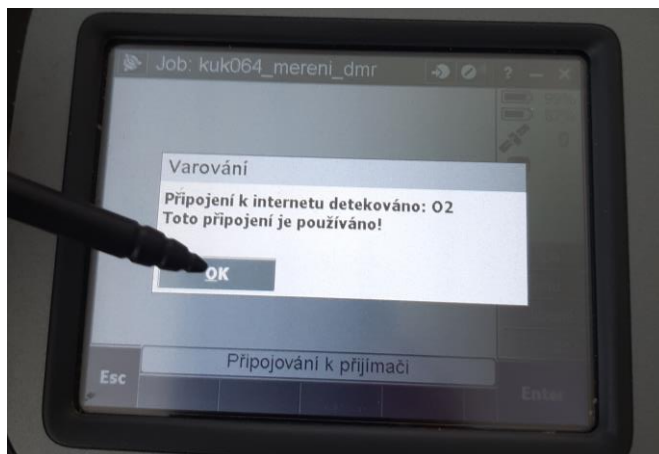 Job: kuk064_mereni_dmr
? – ×
Varování
Připojení k internetu detekováno: O2
Toto připojení je používáno!
OK
Připojování k přijímači
Esc
Enter